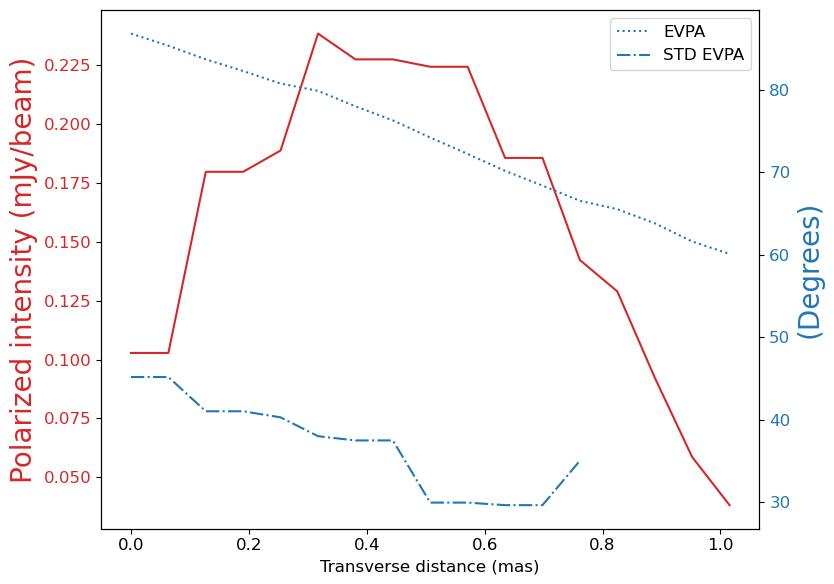 EVPA
STD EVPA
Polarized intensity (mJy/beam)
0.225
0.200
0.175
0.150
0.125
0.100
0.075
0.050
80
70
60
50
40
30
(Degrees)
0.0 0.2 0.4 0.6 0.8 1.0
Transverse distance (mas)